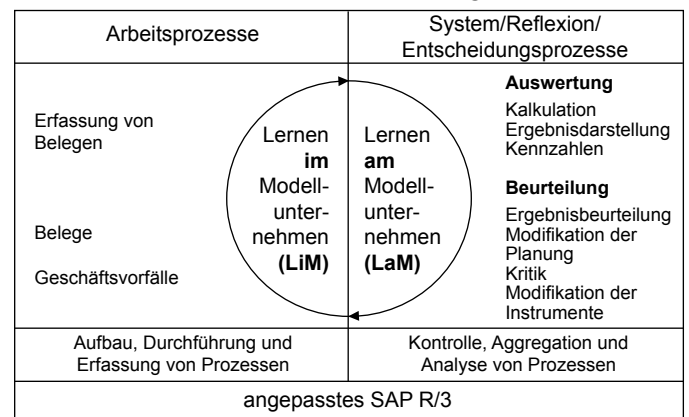 Arbeitsprozesse
System/Reflexion/
Entscheidungsprozesse
Erfassung von
Belegen
Belege
Geschäftsvorfälle
Lernen
im
Modell-
unter-
nehmen
(LiM)
Lernen
am
Modell-
unter-
nehmen
(LaM)
Auswertung
Kalkulation
Ergebnisdarstellung
Kennzahlen
Beurteilung
Ergebnisbeurteilung
Modifikation der
Planung
Kritik
Modifikation der
Instrumente
Aufbau, Durchführung und
Erfassung von Prozessen
Kontrolle, Aggregation und
Analyse von Prozessen
angepasstes SAP R/3